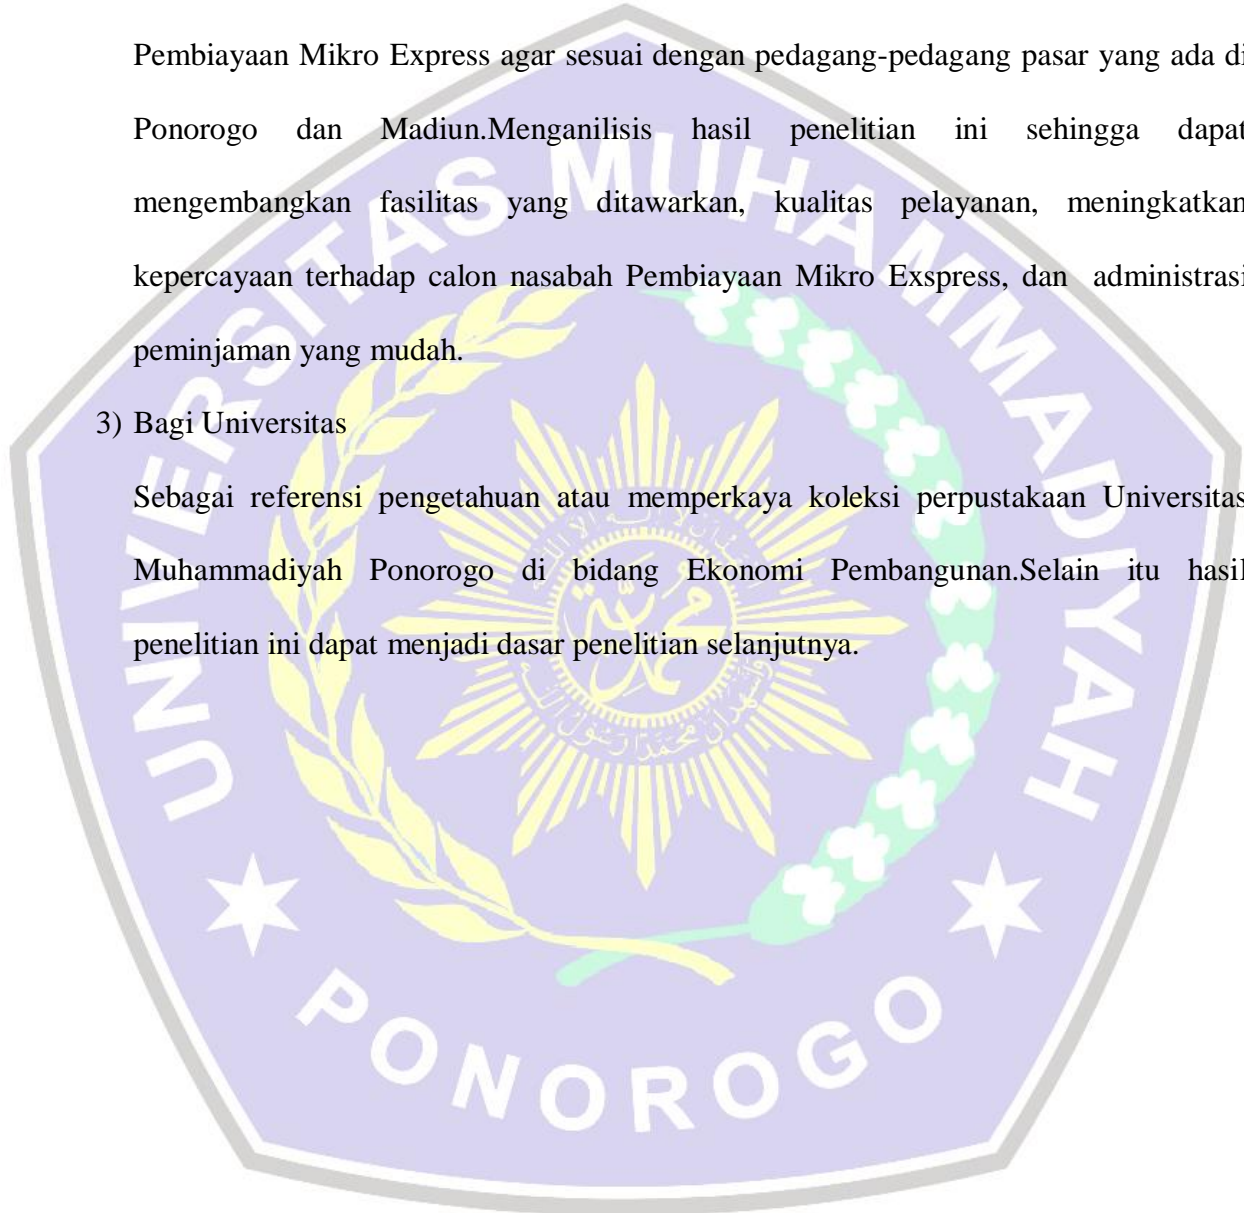 Pembiayaan Mikro Express agar sesuai dengan pedagang-pedagang pasar yang ada di
Ponorogo dan Madiun.Menganilisis hasil penelitian ini sehingga dapat
mengembangkan fasilitas yang ditawarkan, kualitas pelayanan, meningkatkan
kepercayaan terhadap calon nasabah Pembiayaan Mikro Exspress, dan administrasi
peminjaman yang mudah.
3) Bagi Universitas
Sebagai referensi pengetahuan atau memperkaya koleksi perpustakaan Universitas
Muhammadiyah Ponorogo di bidang Ekonomi Pembangunan.Selain itu hasil
penelitian ini dapat menjadi dasar penelitian selanjutnya.
UNIVERSITAS MUHAMMADIYAH
PONOROGO
محمدية